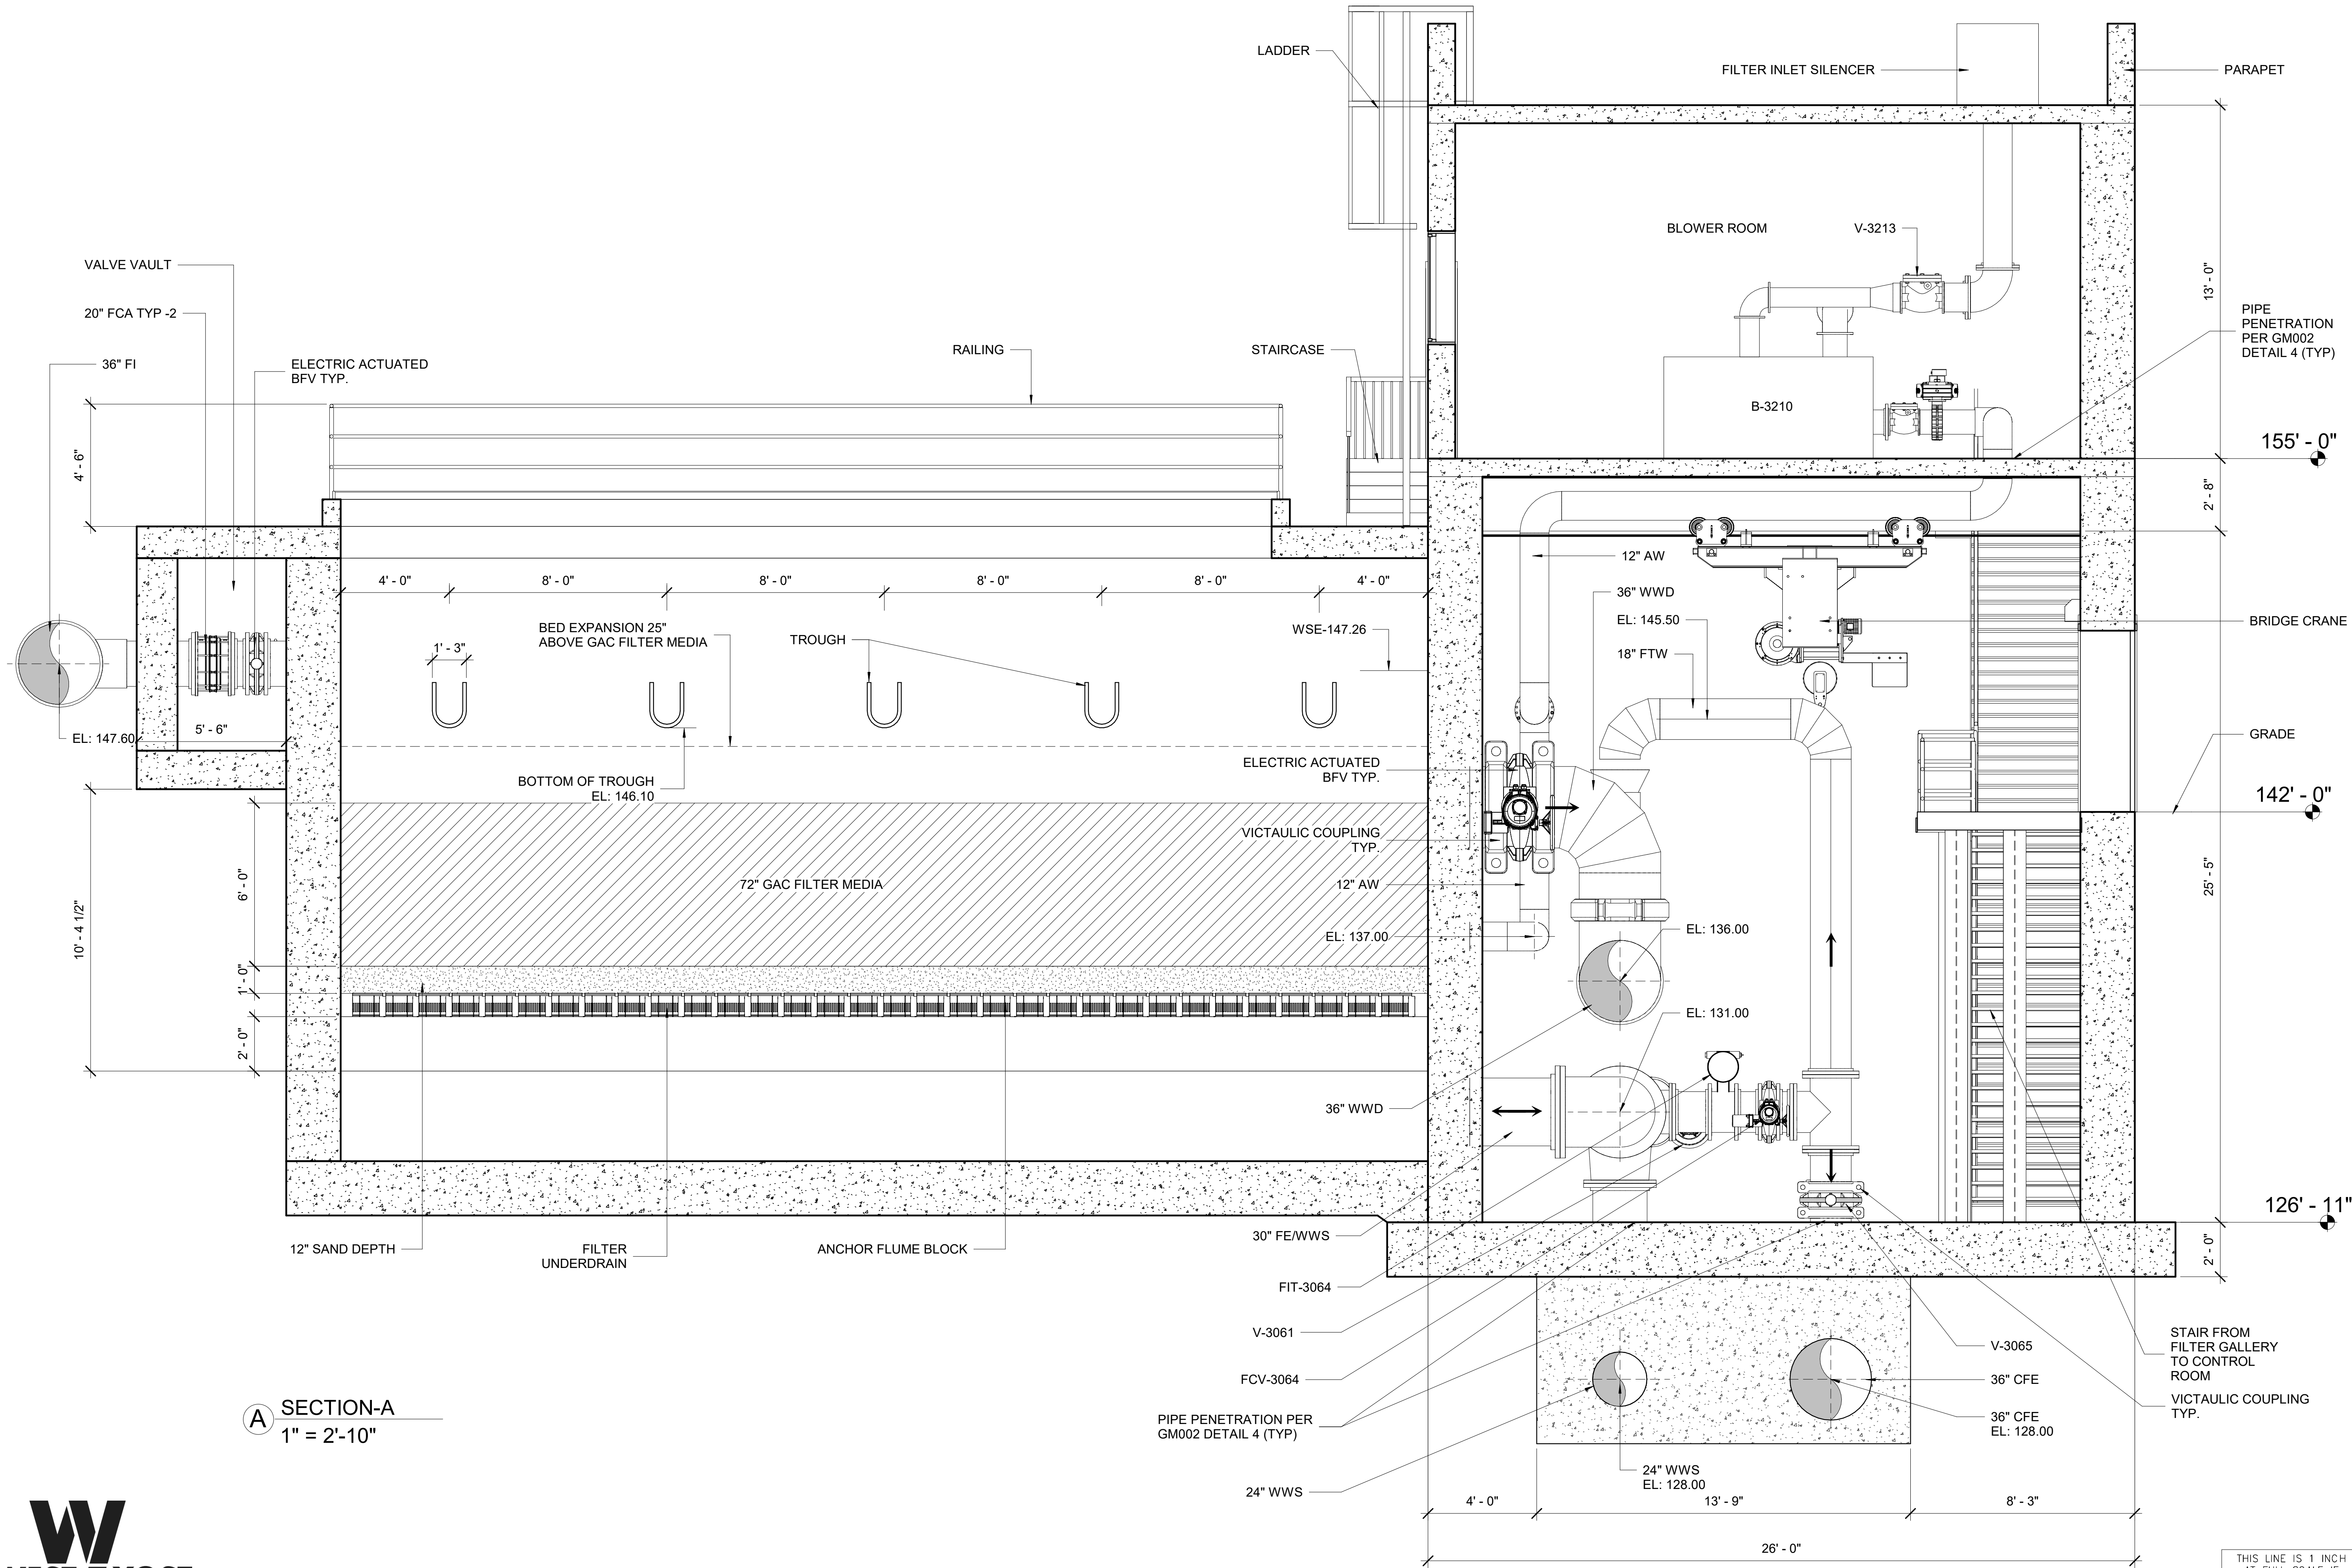 LADDER
FILTER INLET SILENCER
PARAPET
BLOWER ROOM
V-3213
13' - 0"
PIPE
PENETRATION
PER GM002
DETAIL 4 (TYP)
VALVE VAULT
20" FCA TYP -2
36" FI
ELECTRIC ACTUATED
BFV TYP.
RAILING
STAIRCASE
B-3210
155' - 0"
4' - 6"
2' - 8"
4' - 0"
8' - 0"
8' - 0"
8' - 0"
8' - 0"
4' - 0"
12" AW
36" WWD
EL: 145.50
18" FTW
BRIDGE CRANE
BED EXPANSION 25"
ABOVE GAC FILTER MEDIA
TROUGH
WSE-147.26
1' - 3"
5' - 6"
EL: 147.60
GRADE
BOTTOM OF TROUGH
EL: 146.10
ELECTRIC ACTUATED
BFV TYP.
142' - 0"
VICTAULIC COUPLING
TYP.
72" GAC FILTER MEDIA
12" AW
6' - 0"
10' - 4 1/2"
25' - 5"
EL: 137.00
EL: 136.00
1' - 0"
2' - 0"
EL: 131.00
36" WWD
126' - 11"
12" SAND DEPTH
FILTER
UNDERDRAIN
ANCHOR FLUME BLOCK
30" FE/WWS
2' - 0"
FIT-3064
V-3061
FCV-3064
PIPE PENETRATION PER
GM002 DETAIL 4 (TYP)
24" WWS
V-3065
36" CFE
36" CFE
EL: 128.00
STAIR FROM
FILTER GALLERY
TO CONTROL
ROOM
VICTAULIC COUPLING
TYP.
24" WWS
EL: 128.00
A
SECTION-A
1" = 2'-10"
4' - 0"
13' - 9"
8' - 3"
26' - 0"
THIS LINE IS 1 INCH